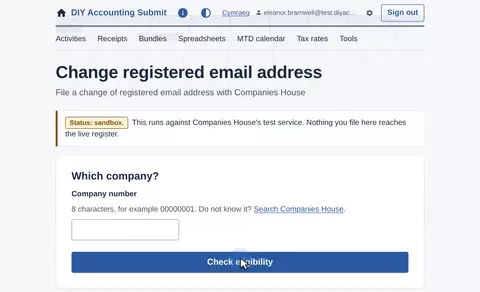 DIY Accounting Submit
Cymraeg
eleanor.bramwell@test.diyac...
Sign out
Activities
Receipts
Bundles
Spreadsheets
MTD calendar
Tax rates
Tools
Change registered email address
File a change of registered email address with Companies House
Status: sandbox. This runs against Companies House's test service. Nothing you file here reaches
the live register.
Which company?
Company number
8 characters, for example 00000001. Do not know it? Search Companies House.
Check eligibility